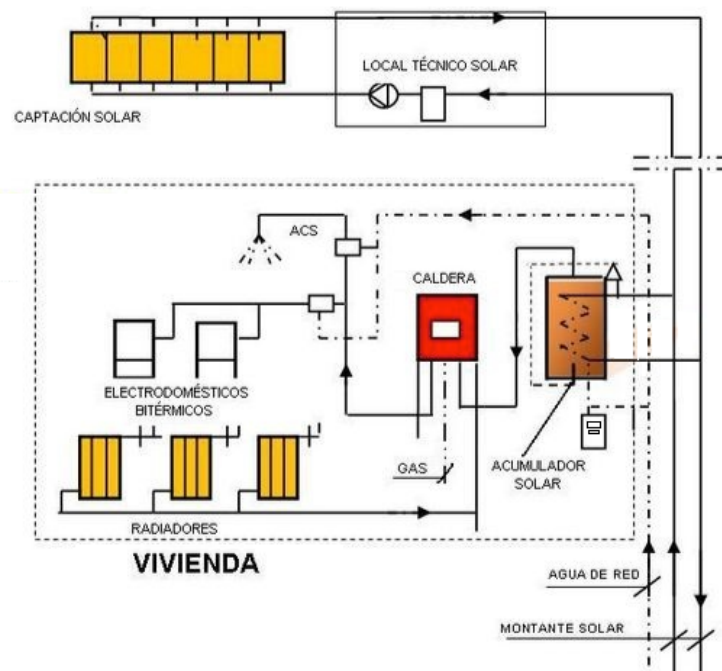 LOCAL TÉCNICO SOLAR
CAPTACIÓN SOLAR
ACS
CALDERA
ELECTRODOMÉSTICOS
BITÉRMICOS
GAS
ACUMULADOR
SOLAR
RADIADORES
VIVIENDA
AGUA DE RED
MONTANTE SOLAR